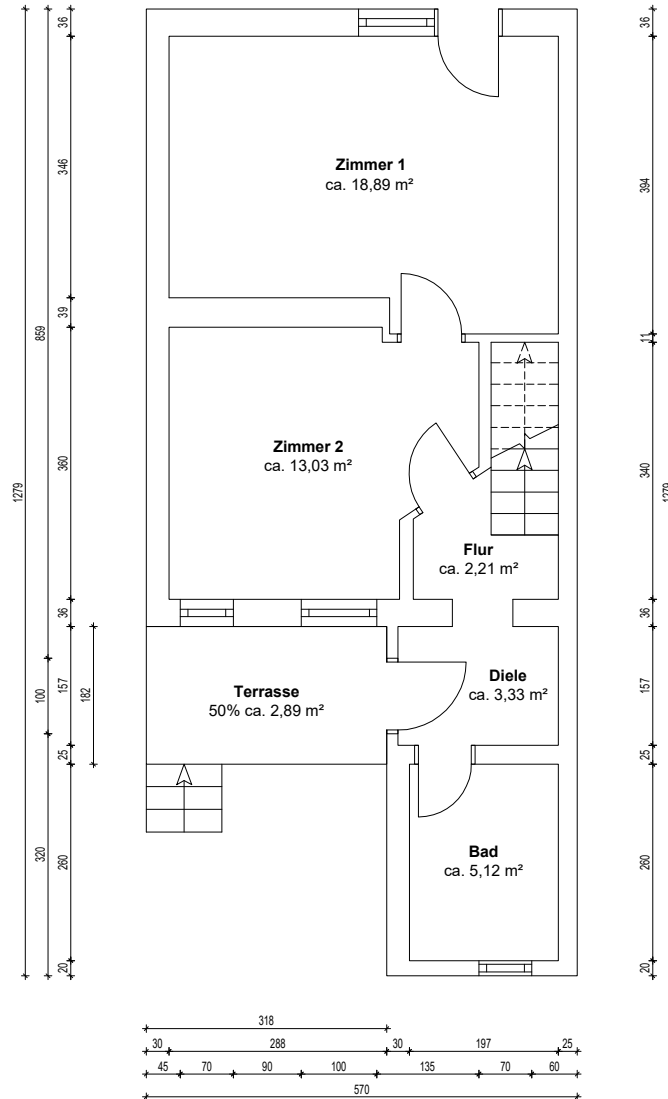 36
346
39
360
36
157
25
260
20
182
859
100
320
1279
36
394
11
340
36
157
25
260
20
1279
Zimmer 1
ca. 18,89 m²
Zimmer 2
ca. 13,03 m²
Flur
ca. 2,21 m²
Diele
ca. 3,33 m²
Terrasse
50% ca. 2,89 m²
Bad
ca. 5,12 m²
318
30 288 30 197 25
45 70 90 100 135 70 60
570